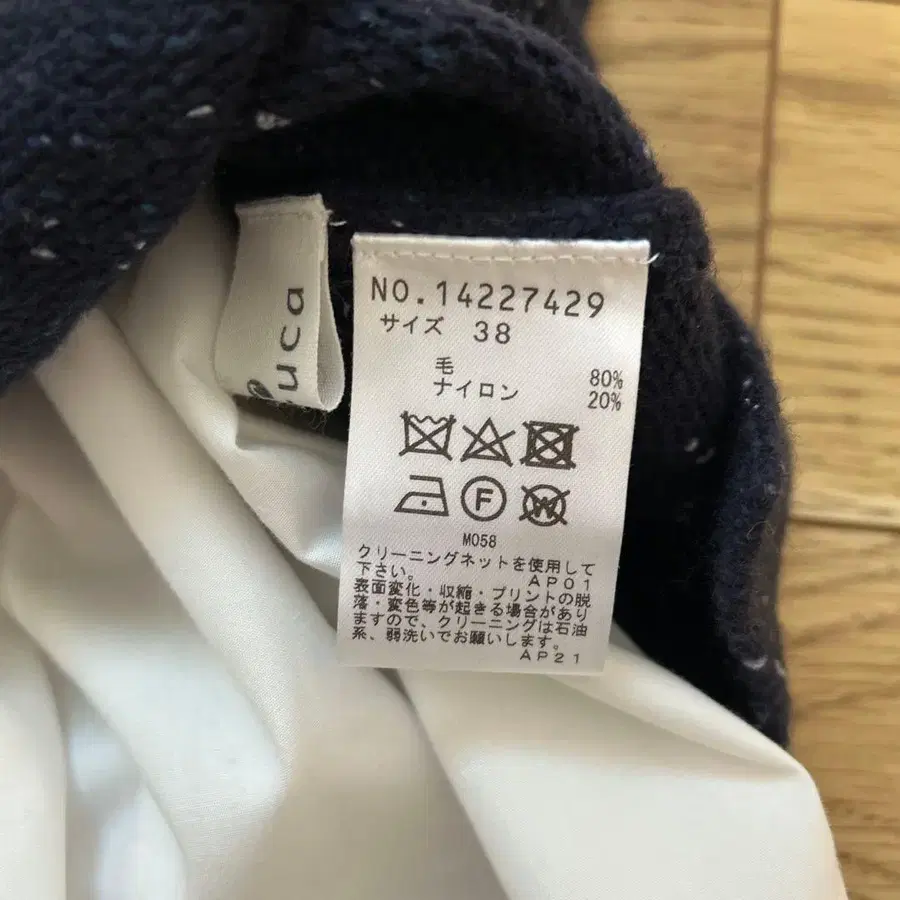 uca
NO.14227429
サイズ 38
毛 80%
ナイロン 20%
F
W
M058
クリーニングネットを使用して
下さい。 AP01
表面変化・収縮・プリントの脱
落・変色等が起きる場合があり
ますので、クリーニングは石油
系、弱洗いでお願いします。
AP21